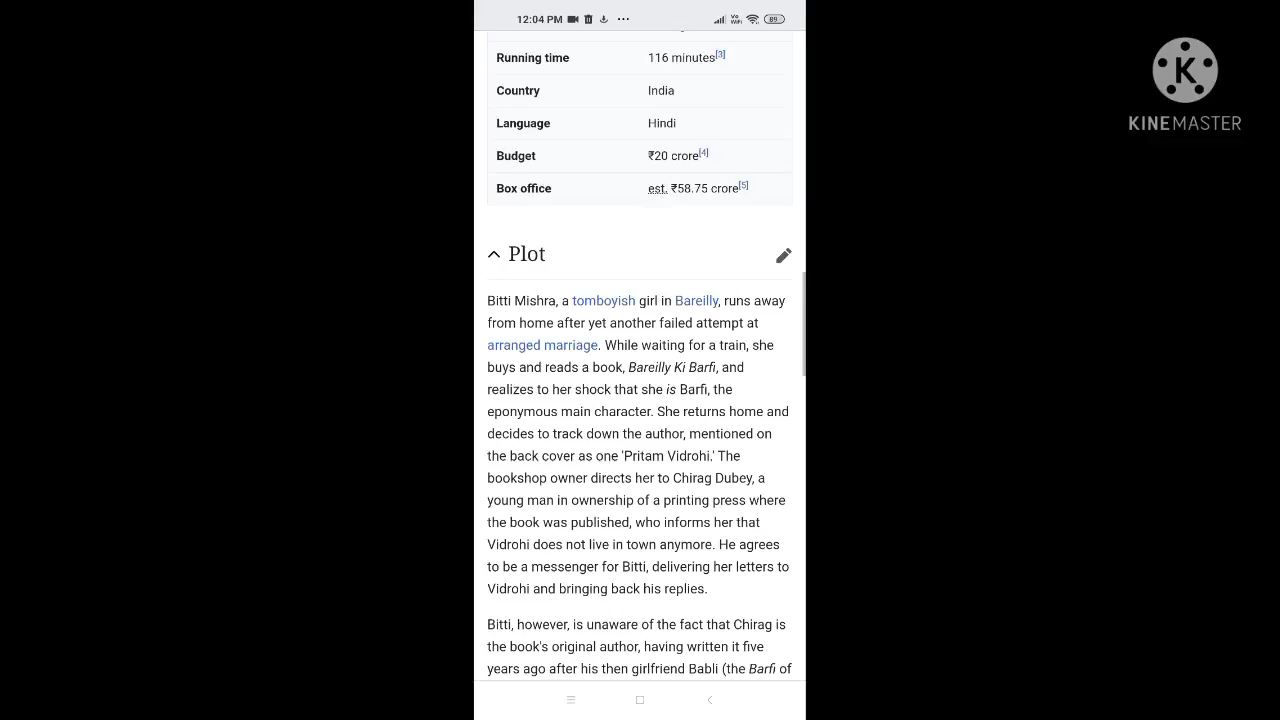 12:04 PM
Vo WiFi
89
KINEMASTER
Running time 116 minutes[3]
Country India
Language Hindi
Budget ₹20 crore[4]
Box office est. ₹58.75 crore[5]
Plot
Bitti Mishra, a tomboyish girl in Bareilly, runs away
from home after yet another failed attempt at
arranged marriage. While waiting for a train, she
buys and reads a book, Bareilly Ki Barfi, and
realizes to her shock that she is Barfi, the
eponymous main character. She returns home and
decides to track down the author, mentioned on
the back cover as one 'Pritam Vidrohi.' The
bookshop owner directs her to Chirag Dubey, a
young man in ownership of a printing press where
the book was published, who informs her that
Vidrohi does not live in town anymore. He agrees
to be a messenger for Bitti, delivering her letters to
Vidrohi and bringing back his replies.
Bitti, however, is unaware of the fact that Chirag is
the book's original author, having written it five
years ago after his then girlfriend Babli (the Barfi of